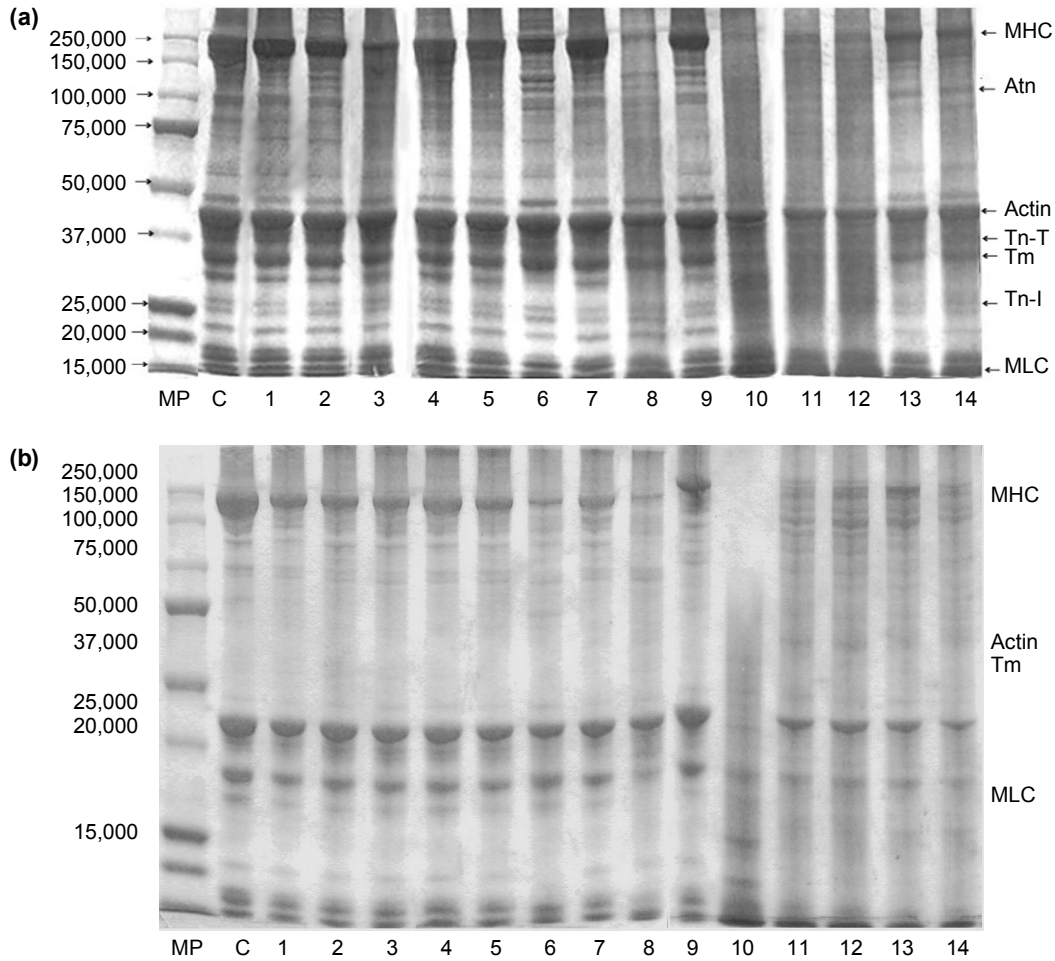 (a)
250,000
150,000
100,000
75,000
50,000
37,000
25,000
20,000
15,000
MHC
Atn
Actin
Tn-T
Tm
Tn-I
MLC
MP C 1 2 3 4 5 6 7 8 9 10 11 12 13 14
(b)
250,000
150,000
100,000
75,000
50,000
37,000
25,000
20,000
15,000
MHC
Actin
Tm
MLC
MP C 1 2 3 4 5 6 7 8 9 10 11 12 13 14